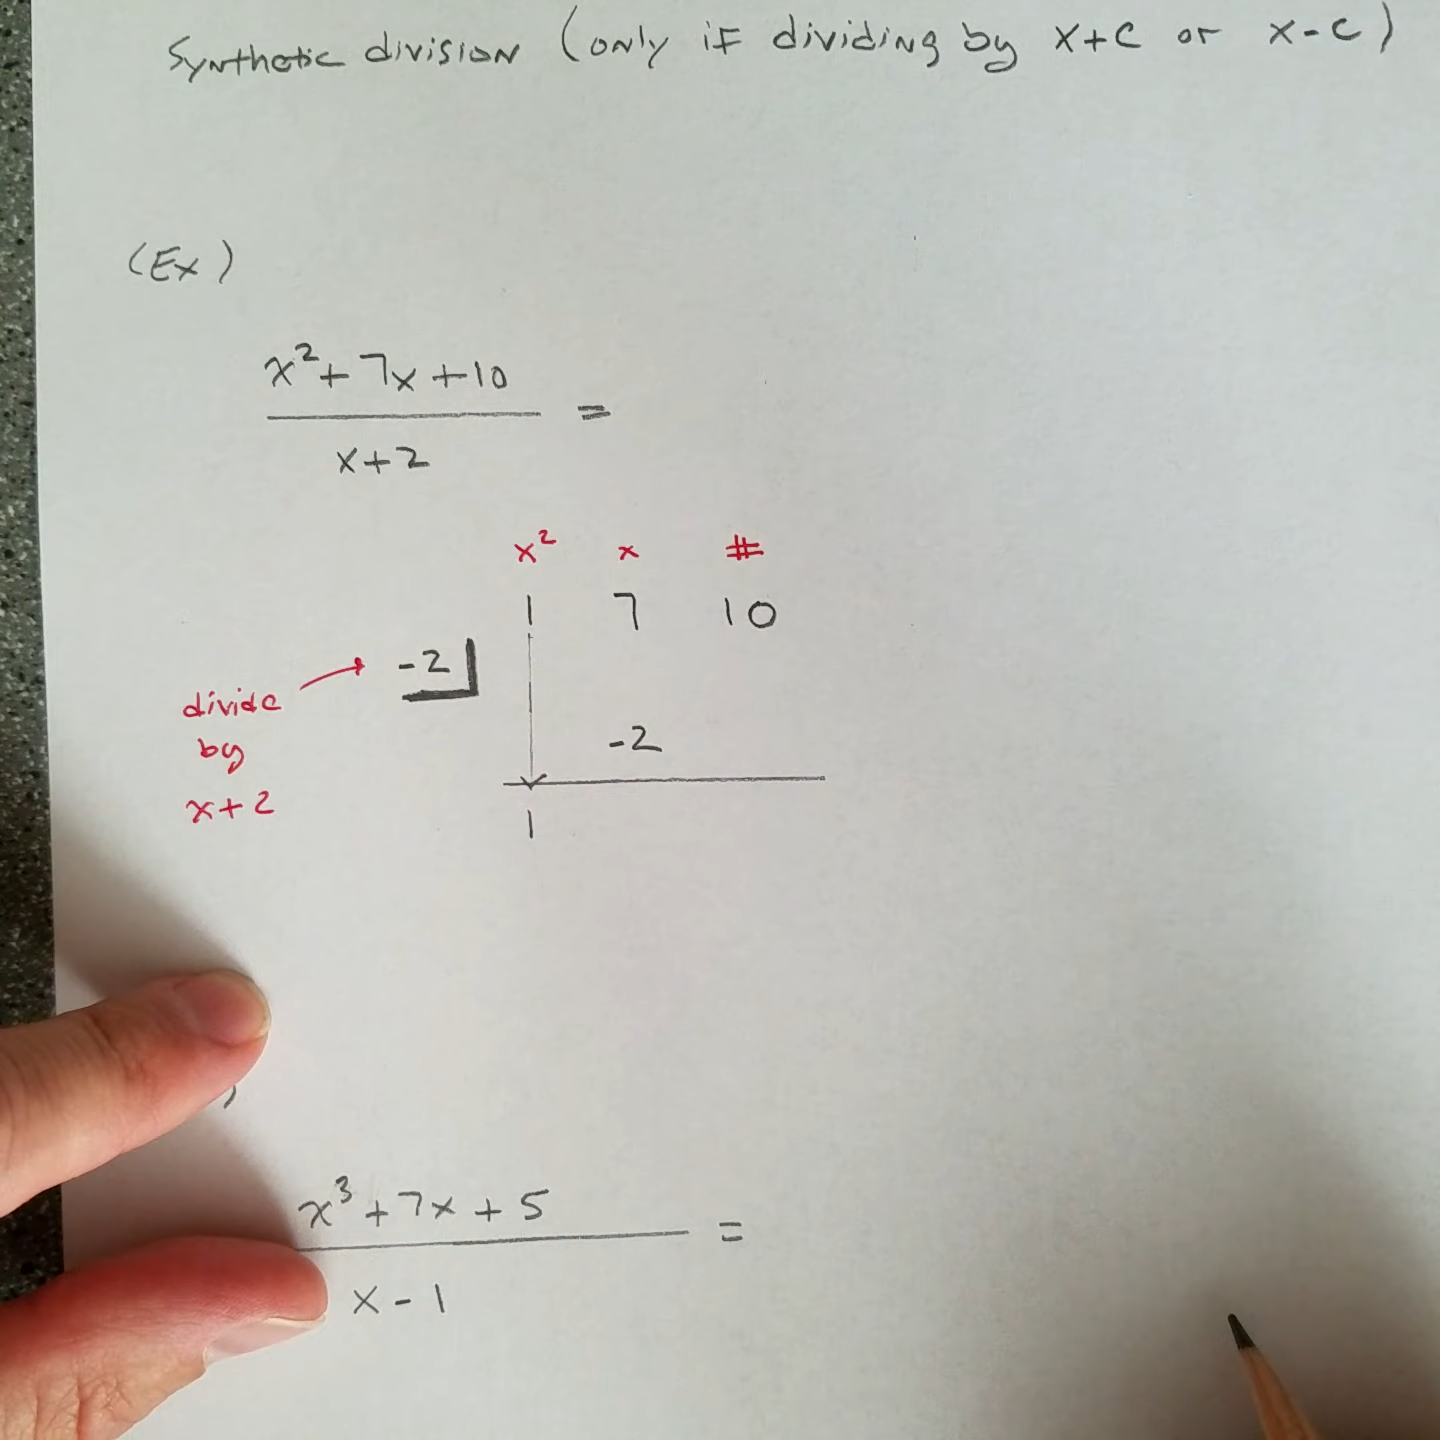 Synthetic division (only if dividing by x+c or x-c)
(Ex)
x²+7x+10
x+2
=
x² x #
1 7 10
-2
divide
by
x+2
-2
1
)
x³+7x+5
x-1
=